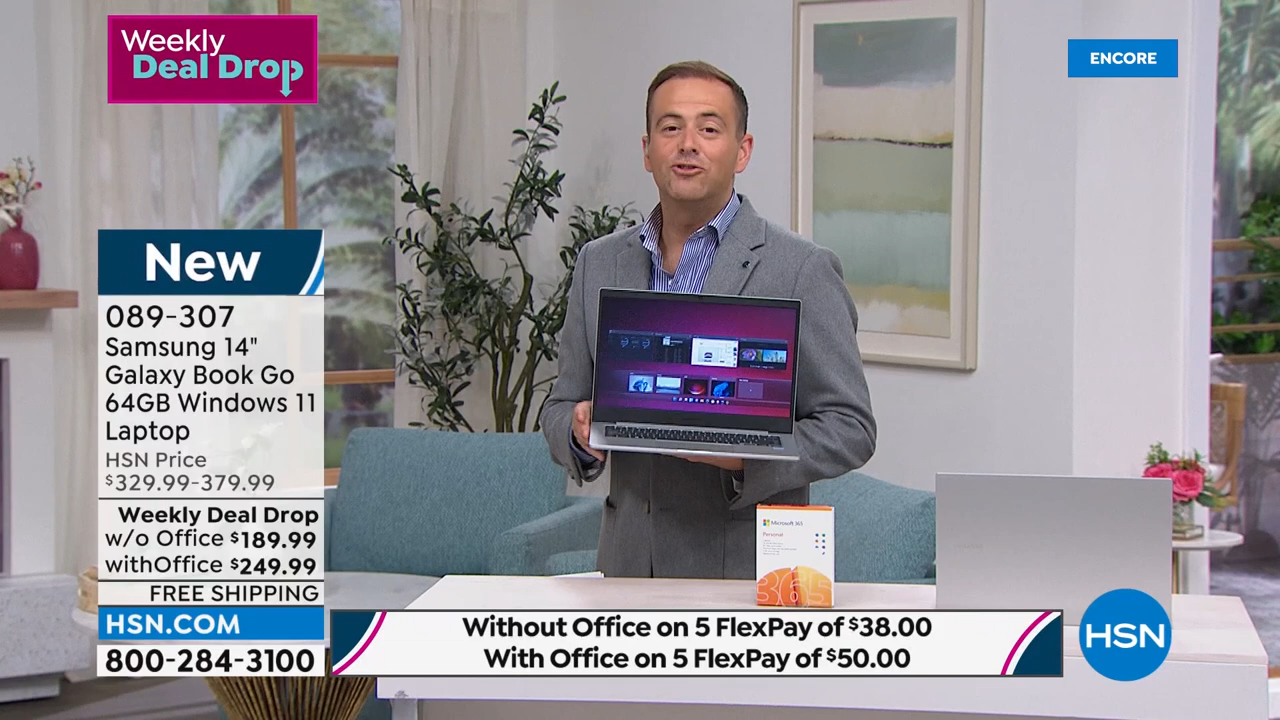 Weekly
Deal Drop
ENCORE
New
089-307
Samsung 14"
Galaxy Book Go
64GB Windows 11
Laptop
HSN Price
$329.99-379.99
Weekly Deal Drop
w/o Office $189.99
withOffice $249.99
FREE SHIPPING
HSN.COM
800-284-3100
Microsoft 365
Personal
365
Without Office on 5 FlexPay of $38.00
With Office on 5 FlexPay of $50.00
HSN